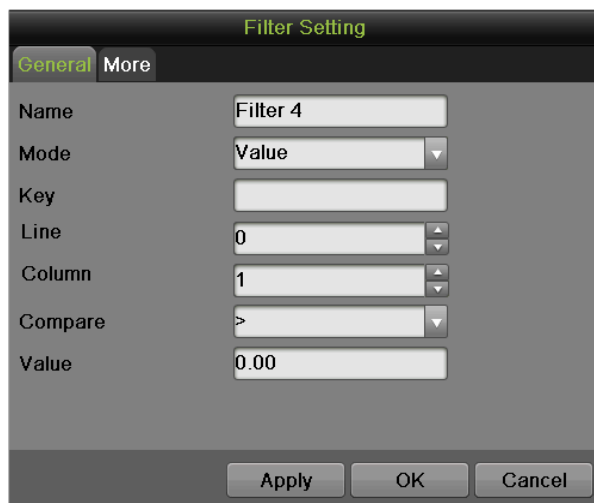 Filter Setting
General More
Name Filter 4
Mode Value
Key
Line 0
Column 1
Compare >
Value 0.00
Apply OK Cancel